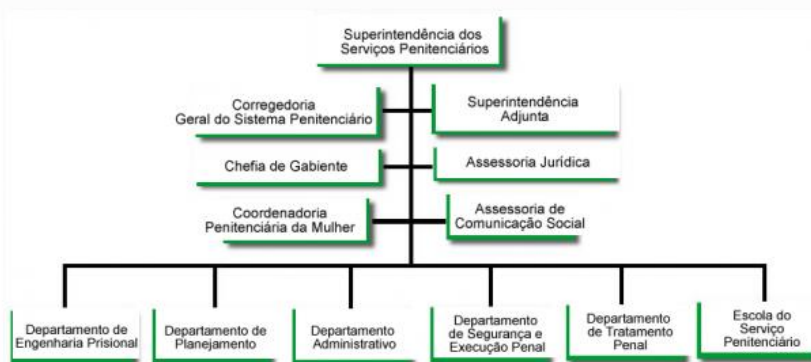 Superintendência dos
Serviços Penitenciários
Corregedoria
Geral do Sistema Penitenciário
Superintendência
Adjunta
Chefia de Gabiente
Assessoria Jurídica
Coordenadoria
Penitenciária da Mulher
Assessoria de
Comunicação Social
Departamento de
Engenharia Prisional
Departamento de
Planejamento
Departamento
Administrativo
Departamento
de Segurança e
Execução Penal
Departamento
de Tratamento
Penal
Escola do
Serviço
Penitenciário